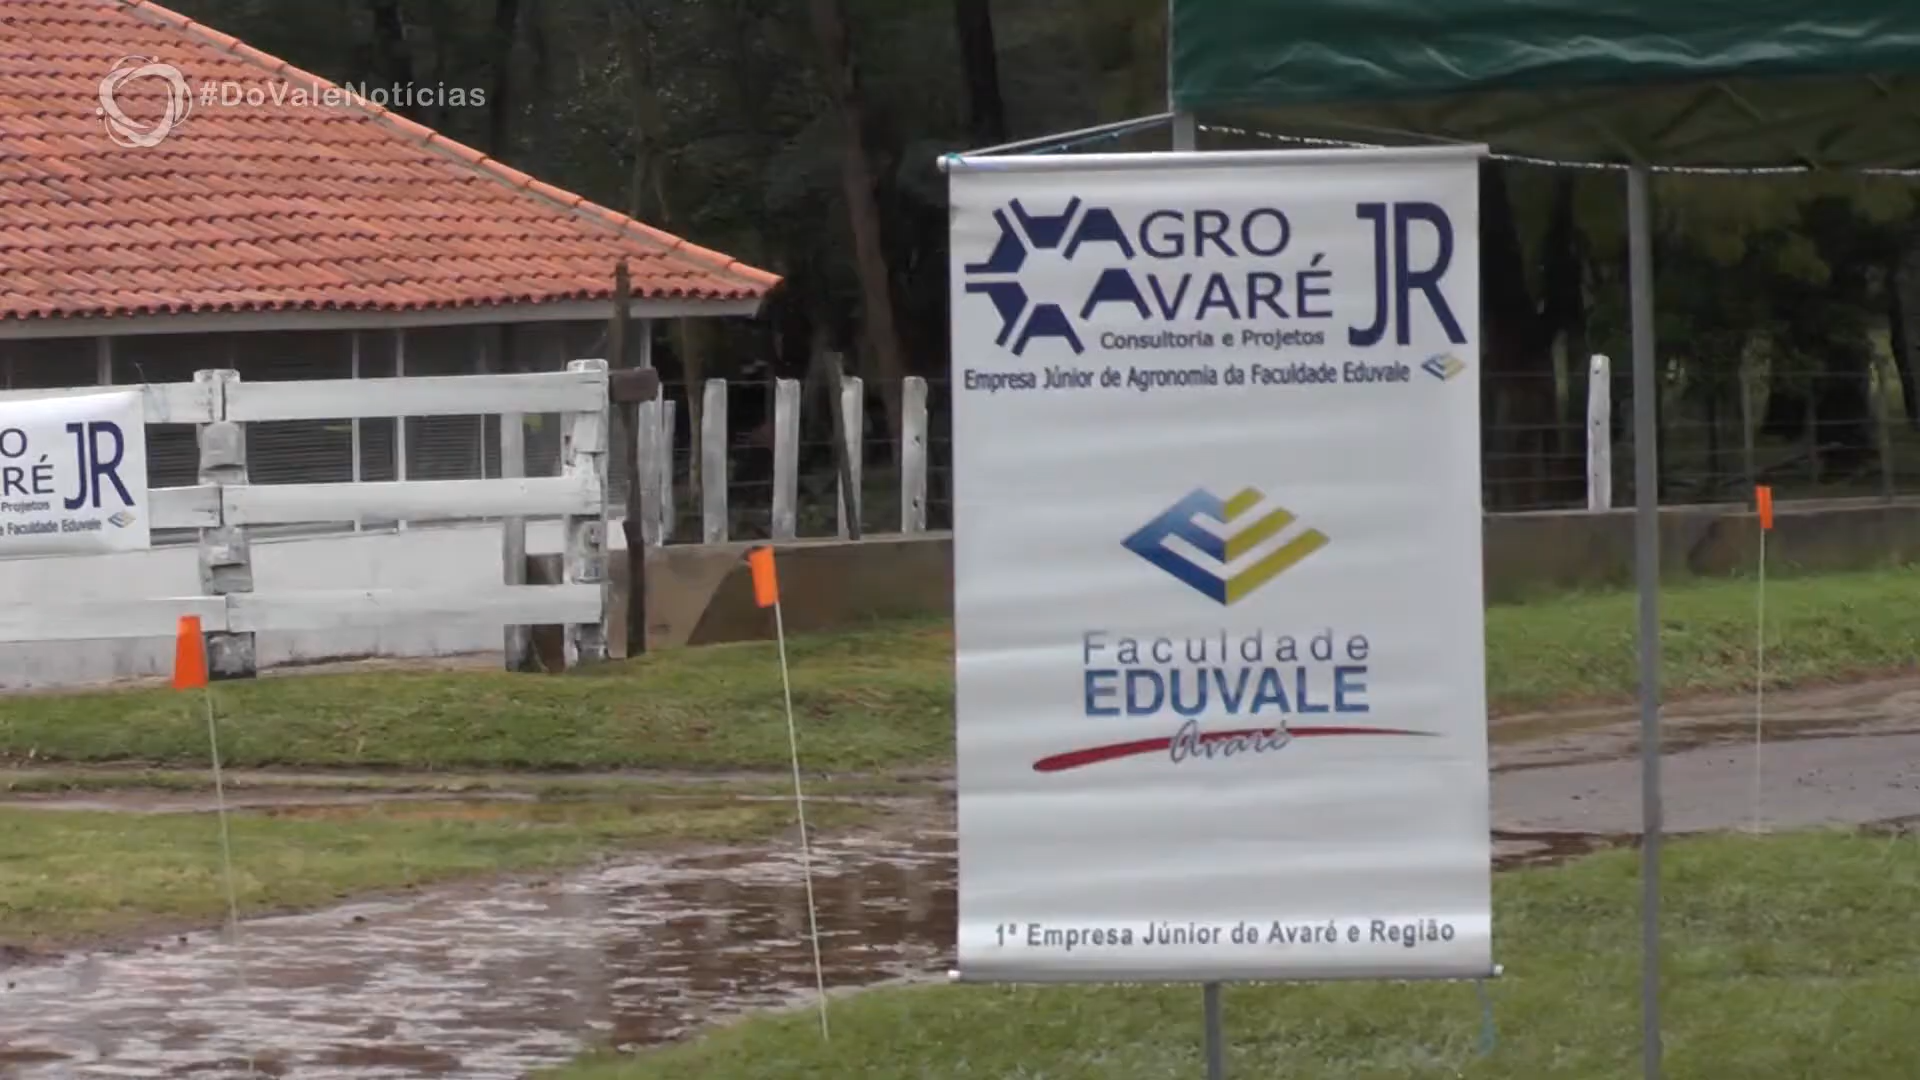 #DoValeNotícias
AGRO
AVARÉ JR
Consultoria e Projetos
Empresa Júnior de Agronomia da Faculdade Eduvale
Faculdade
EDUVALE
Avaré
1ª Empresa Júnior de Avaré e Região
O
RÉ JR
Projetos
e Faculdade Eduvale